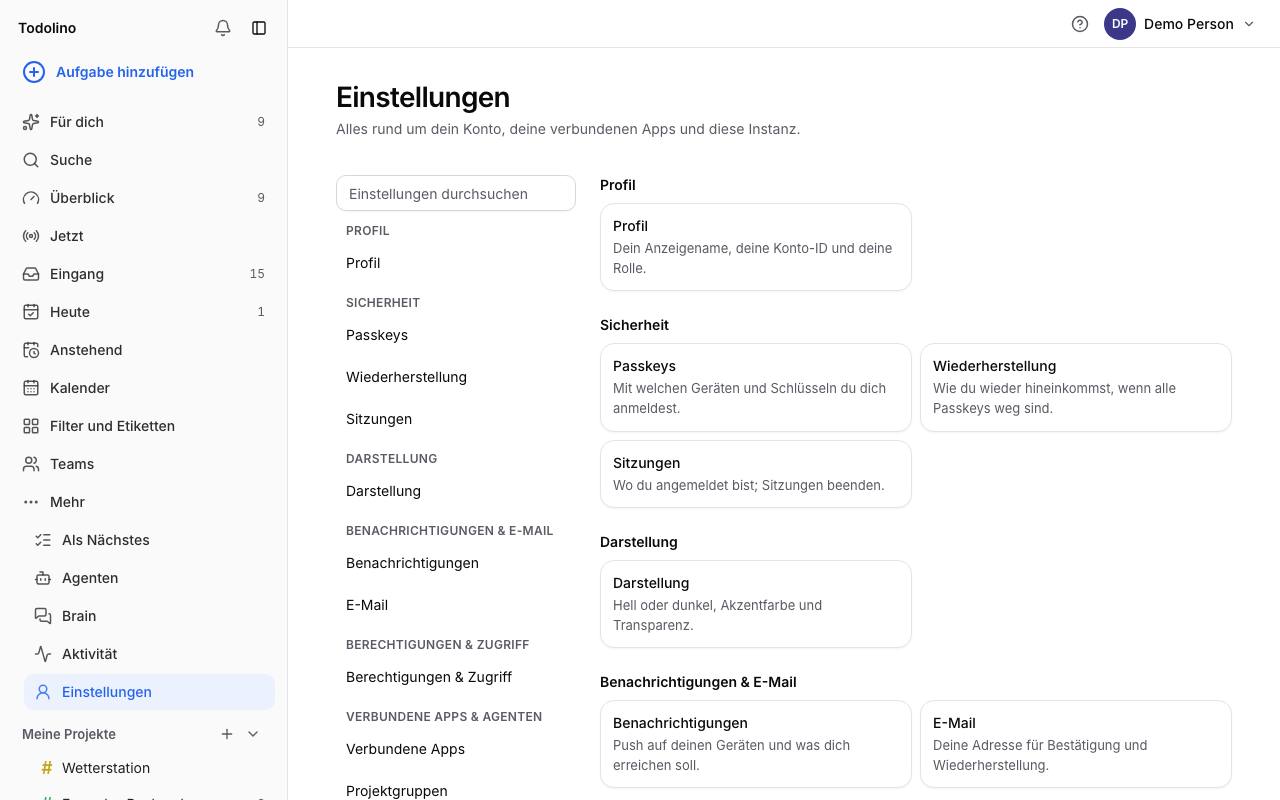 Todolino
Aufgabe hinzufügen
Für dich 9
Suche
Überblick 9
Jetzt
Eingang 15
Heute 1
Anstehend
Kalender
Filter und Etiketten
Teams
Mehr
Als Nächstes
Agenten
Brain
Aktivität
Einstellungen
Meine Projekte
# Wetterstation
DP Demo Person
Einstellungen
Alles rund um dein Konto, deine verbundenen Apps und diese Instanz.
Einstellungen durchsuchen
PROFIL
Profil
SICHERHEIT
Passkeys
Wiederherstellung
Sitzungen
DARSTELLUNG
Darstellung
BENACHRICHTIGUNGEN & E-MAIL
Benachrichtigungen
E-Mail
BERECHTIGUNGEN & ZUGRIFF
Berechtigungen & Zugriff
VERBUNDENE APPS & AGENTEN
Verbundene Apps
Projektgruppen
Profil
Profil
Dein Anzeigename, deine Konto-ID und deine
Rolle.
Sicherheit
Passkeys
Mit welchen Geräten und Schlüsseln du dich
anmeldest.
Wiederherstellung
Wie du wieder hineinkommst, wenn alle
Passkeys weg sind.
Sitzungen
Wo du angemeldet bist; Sitzungen beenden.
Darstellung
Darstellung
Hell oder dunkel, Akzentfarbe und
Transparenz.
Benachrichtigungen & E-Mail
Benachrichtigungen
Push auf deinen Geräten und was dich
erreichen soll.
E-Mail
Deine Adresse für Bestätigung und
Wiederherstellung.